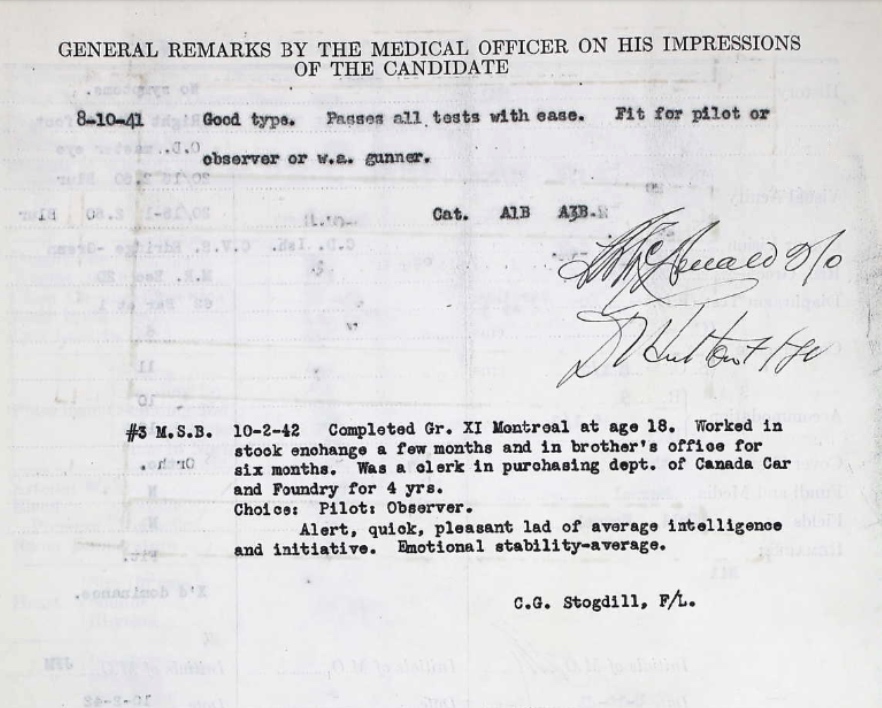 GENERAL REMARKS BY THE MEDICAL OFFICER ON HIS IMPRESSIONS
OF THE CANDIDATE
8-10-41 Good type. Passes all tests with ease. Fit for pilot or
observer or w.a. gunner.
Cat. A1B A3B
#3 M.S.B. 10-2-42 Completed Gr. XI Montreal at age 18. Worked in
stook enohange a few months and in brother's office for
six months. Was a clerk in purchasing dept. of Canada Car
and Foundry for 4 yrs.
Choice: Pilot: Observer.
Alert, quick, pleasant lad of average intelligence
and initiative. Emotional stability-average.
C.G. Stogdill, F/L.